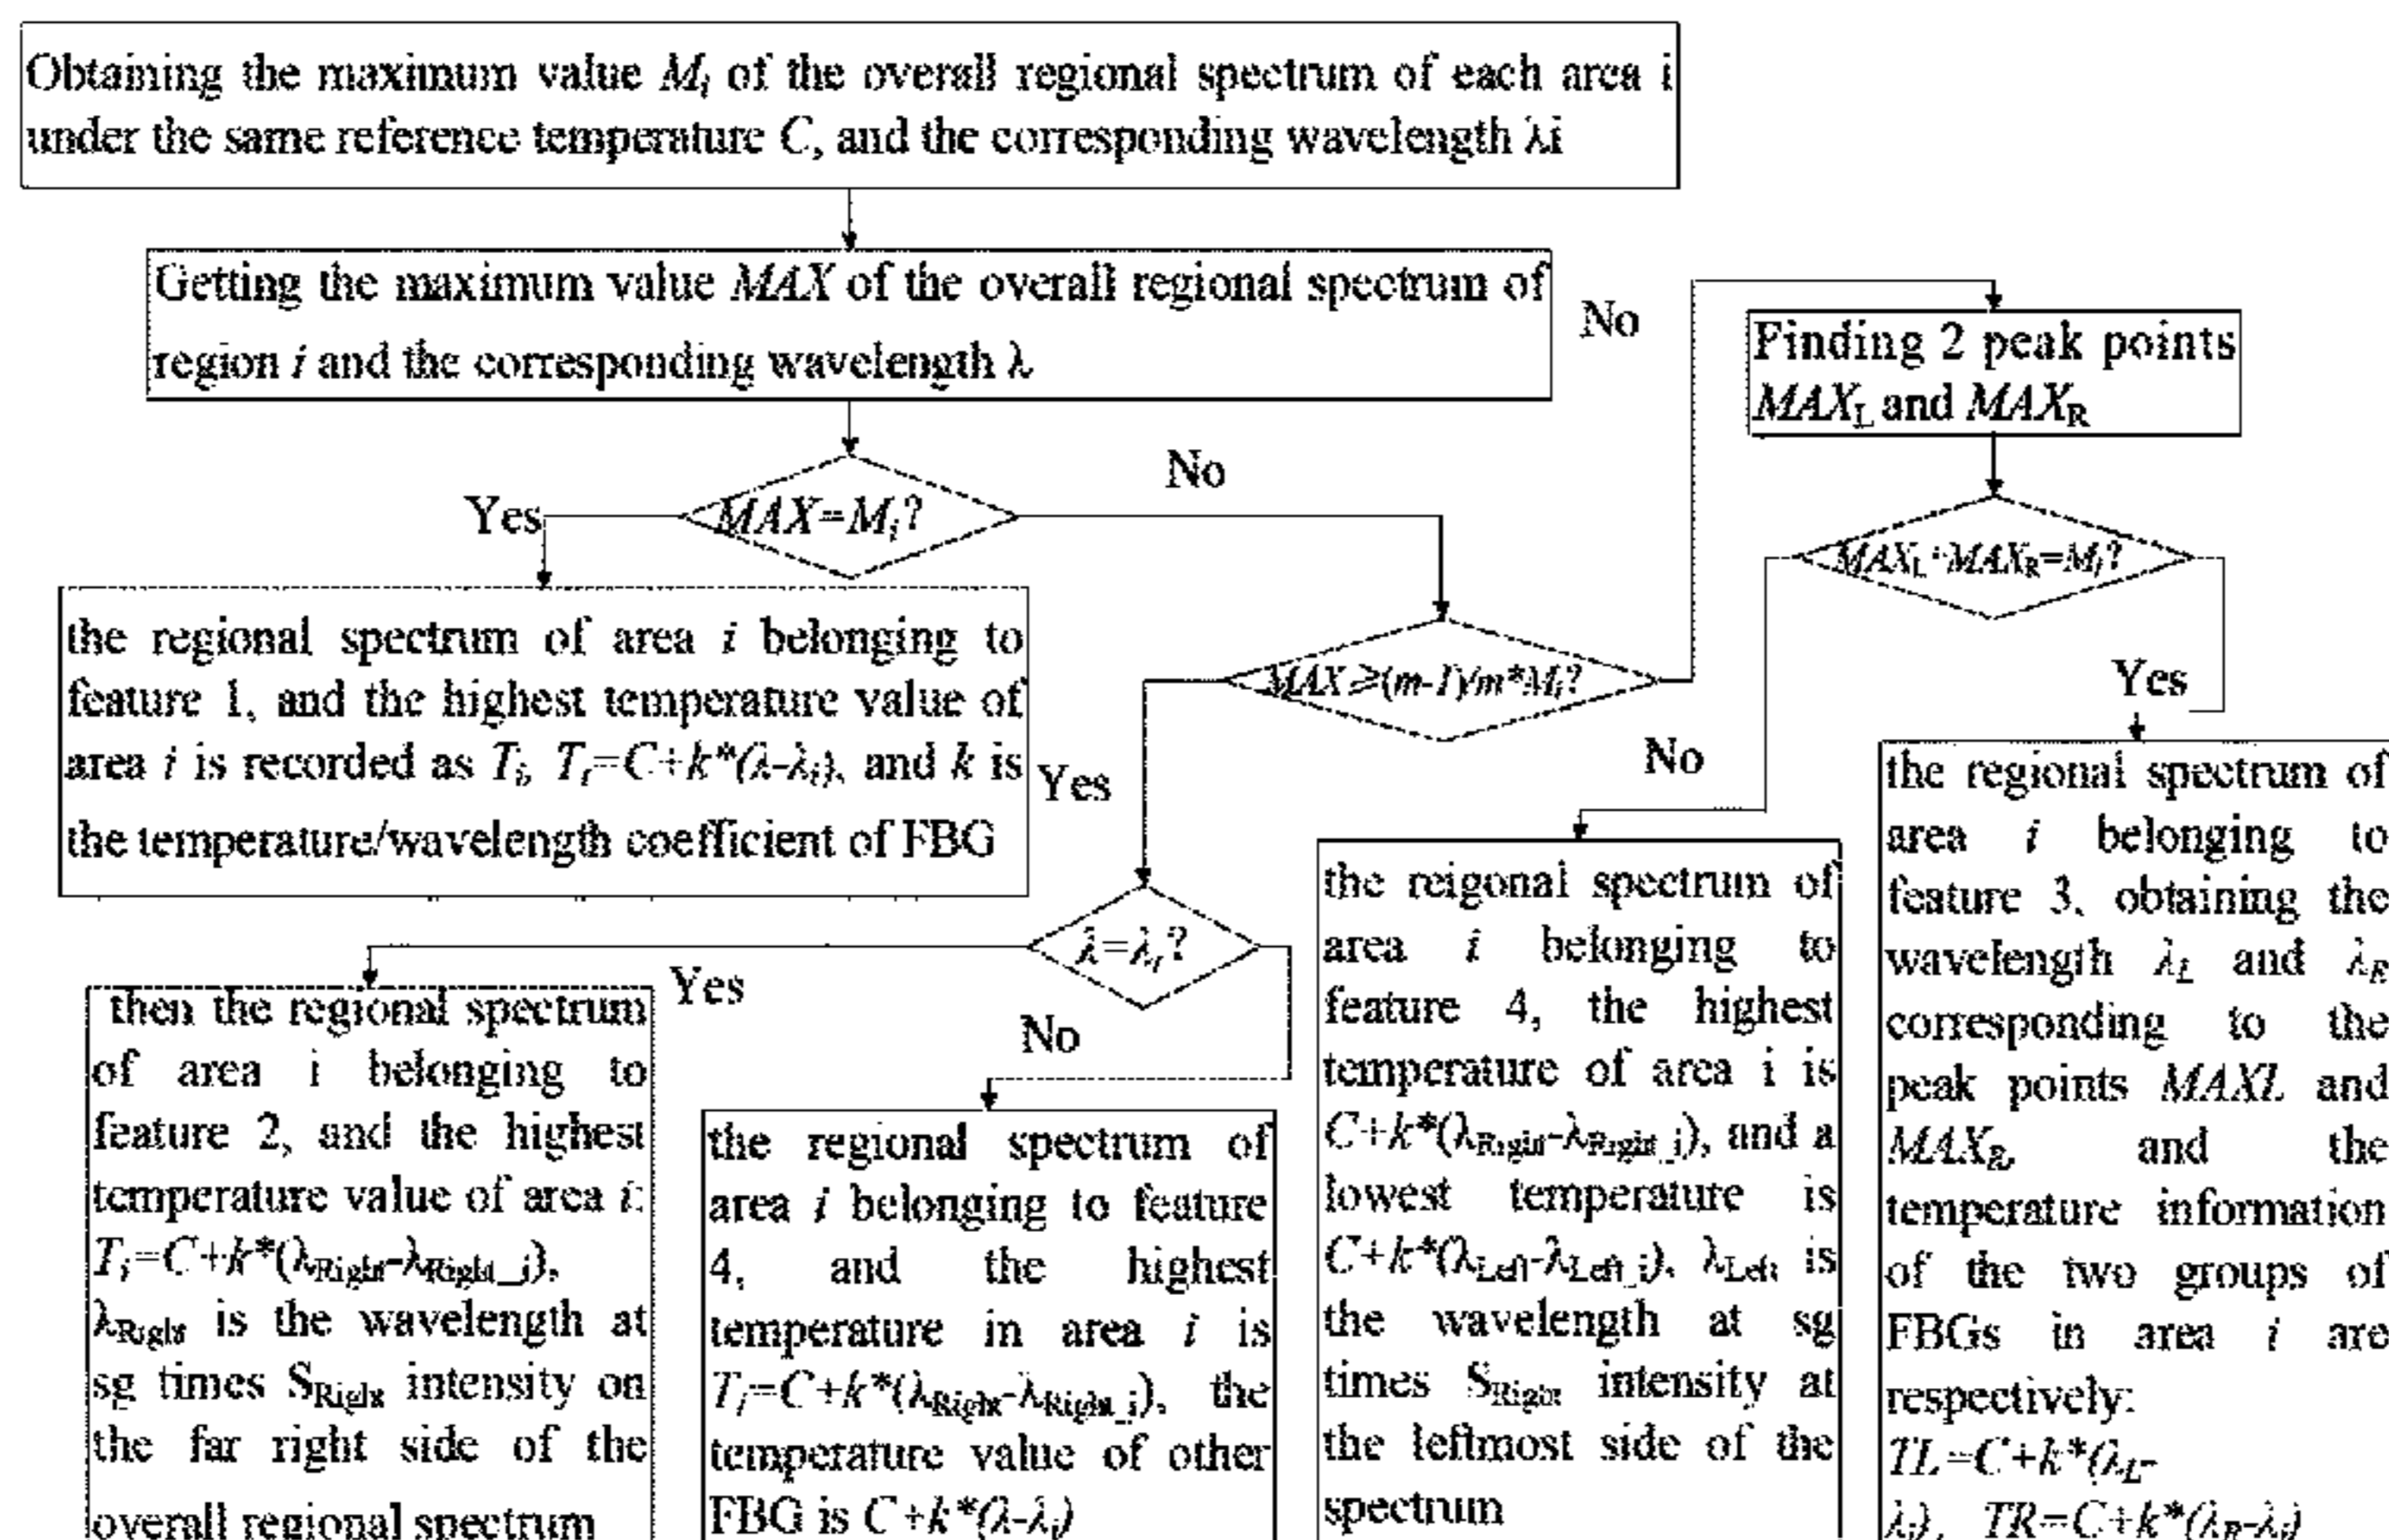 Obtaining the maximum value Mi of the overall regional spectrum of each area i
under the same reference temperature C, and the corresponding wavelength λi
Getting the maximum value MAX of the overall regional spectrum of
region i and the corresponding wavelength λ
No
Finding 2 peak points
MAXL and MAXR
MAX=Mi?
Yes
No
MAXL+MAXR=Mi?
Yes
No
the regional spectrum of area i belonging to
feature 1, and the highest temperature value of
area i is recorded as Ti, Ti=C+k*(λ-λi), and k is
the temperature/wavelength coefficient of FBG
MAX≥(m-1)/m*Mi?
Yes
λ=λi?
Yes
No
then the regional spectrum
of area i belonging to
feature 2, and the highest
temperature value of area i:
Ti=C+k*(λRight-λRight_i),
λRight is the wavelength at
sg times SRight intensity on
the far right side of the
overall regional spectrum
the regional spectrum of
area i belonging to feature
4, and the highest
temperature in area i is
Ti=C+k*(λRight-λRight_i), the
temperature value of other
FBG is C+k*(λ-λi)
the reigonal spectrum of
area i belonging to
feature 4, the highest
temperature of area i is
C+k*(λRight-λRight_i), and a
lowest temperature is
C+k*(λLeft-λLeft_i), λLeft is
the wavelength at sg
times SRight intensity at
the leftmost side of the
spectrum
the regional spectrum of
area i belonging to
feature 3, obtaining the
wavelength λL and λR
corresponding to the
peak points MAXL and
MAXR, and the
temperature information
of the two groups of
FBGs in area i are
respectively:
TL=C+k*(λL-
λi), TR=C+k*(λR-λi)